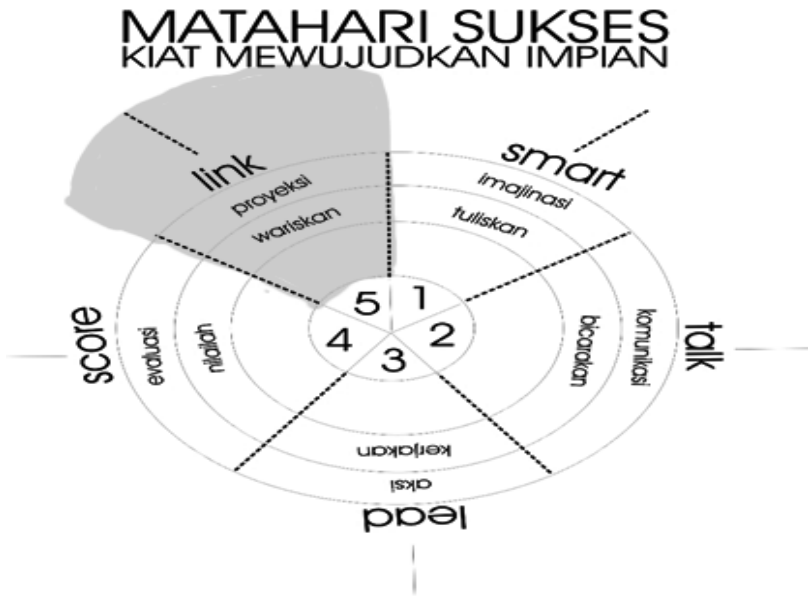 MATAHARI SUKSES
KIAT MEWUJUDKAN IMPIAN
smart
imajinasi
tuliskan
1
talk
komunikasi
bicarakan
2
lead
aksi
kerjakan
3
score
evaluasi
nilailah
4
link
proyeksi
wariskan
5